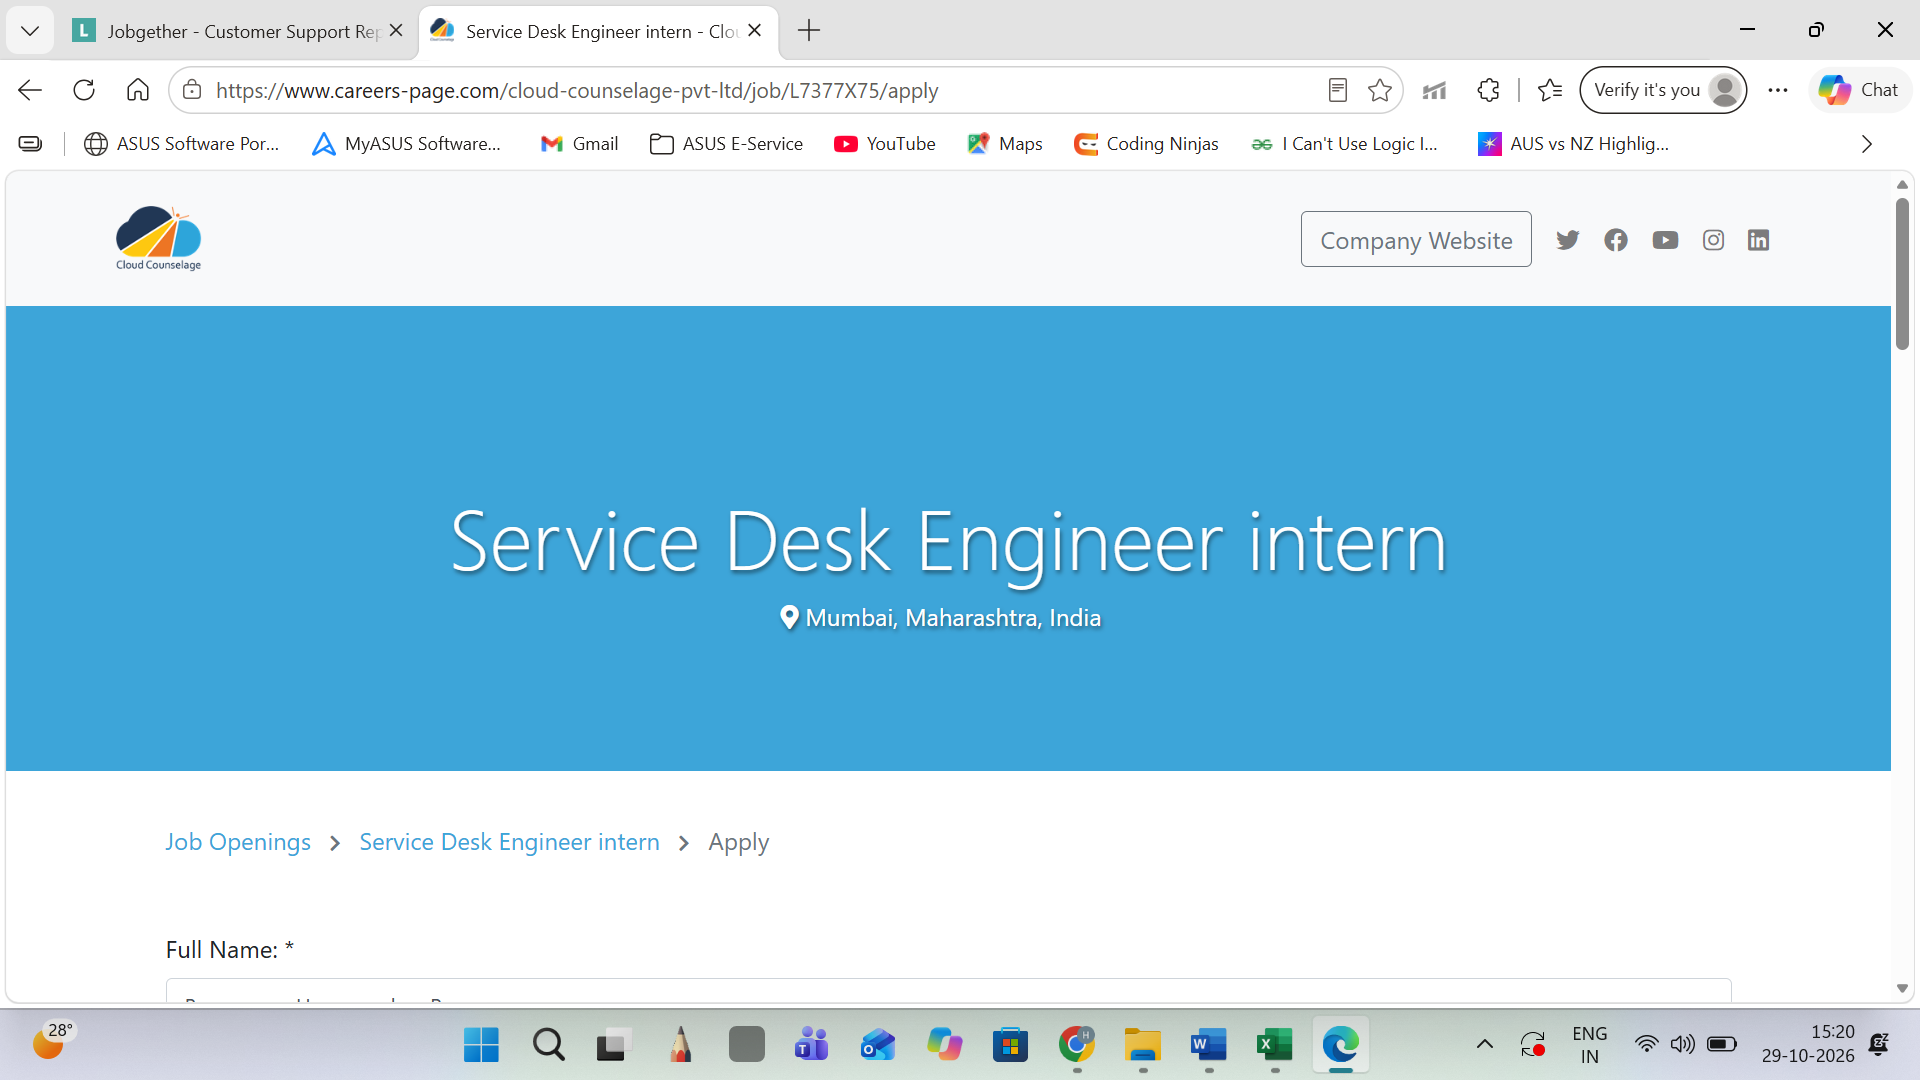 Jobgether - Customer Support Rep
Service Desk Engineer intern - Clou
https://www.careers-page.com/cloud-counselage-pvt-ltd/job/L7377X75/apply
Verify it's you
Chat
ASUS Software Por...
MyASUS Software...
Gmail
ASUS E-Service
YouTube
Maps
Coding Ninjas
I Can't Use Logic I...
AUS vs NZ Highlig...
Cloud Counselage
Company Website
Service Desk Engineer intern
Mumbai, Maharashtra, India
Job Openings > Service Desk Engineer intern > Apply
Full Name: *
28°
ENG
IN
15:20
29-10-2026